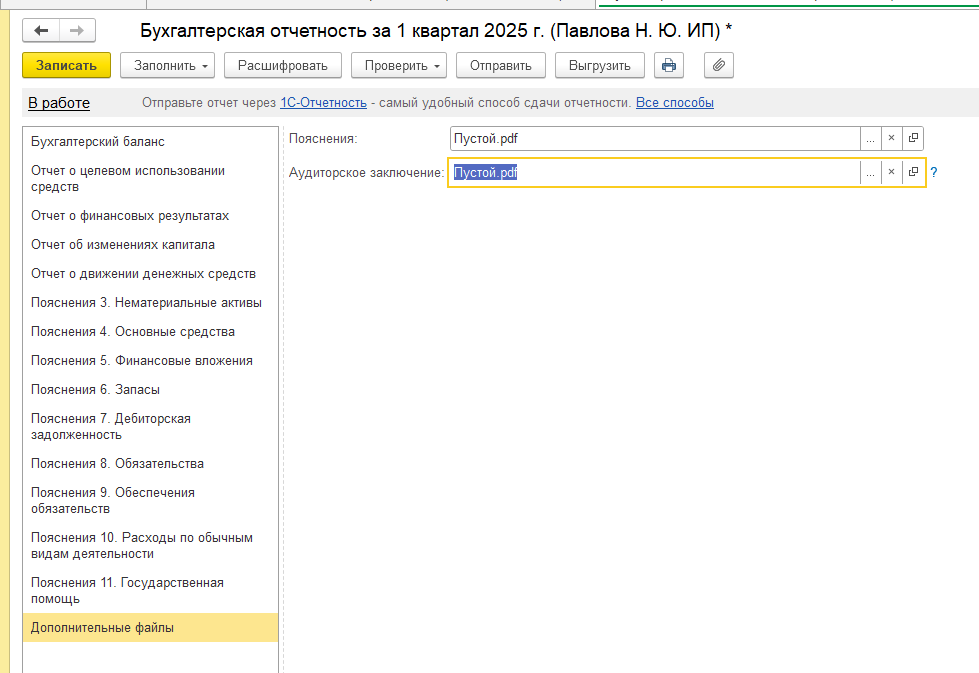 Бухгалтерская отчетность за 1 квартал 2025 г. (Павлова Н. Ю. ИП) *
Записать Заполнить Расшифровать Проверить Отправить Выгрузить
В работе Отправьте отчет через 1С-Отчетность - самый удобный способ сдачи отчетности. Все способы
Бухгалтерский баланс
Отчет о целевом использовании
средств
Отчет о финансовых результатах
Отчет об изменениях капитала
Отчет о движении денежных средств
Пояснения 3. Нематериальные активы
Пояснения 4. Основные средства
Пояснения 5. Финансовые вложения
Пояснения 6. Запасы
Пояснения 7. Дебиторская
задолженность
Пояснения 8. Обязательства
Пояснения 9. Обеспечения
обязательств
Пояснения 10. Расходы по обычным
видам деятельности
Пояснения 11. Государственная
помощь
Дополнительные файлы
Пояснения: Пустой.pdf ... ×
Аудиторское заключение: Пустой.pdf ... × ?